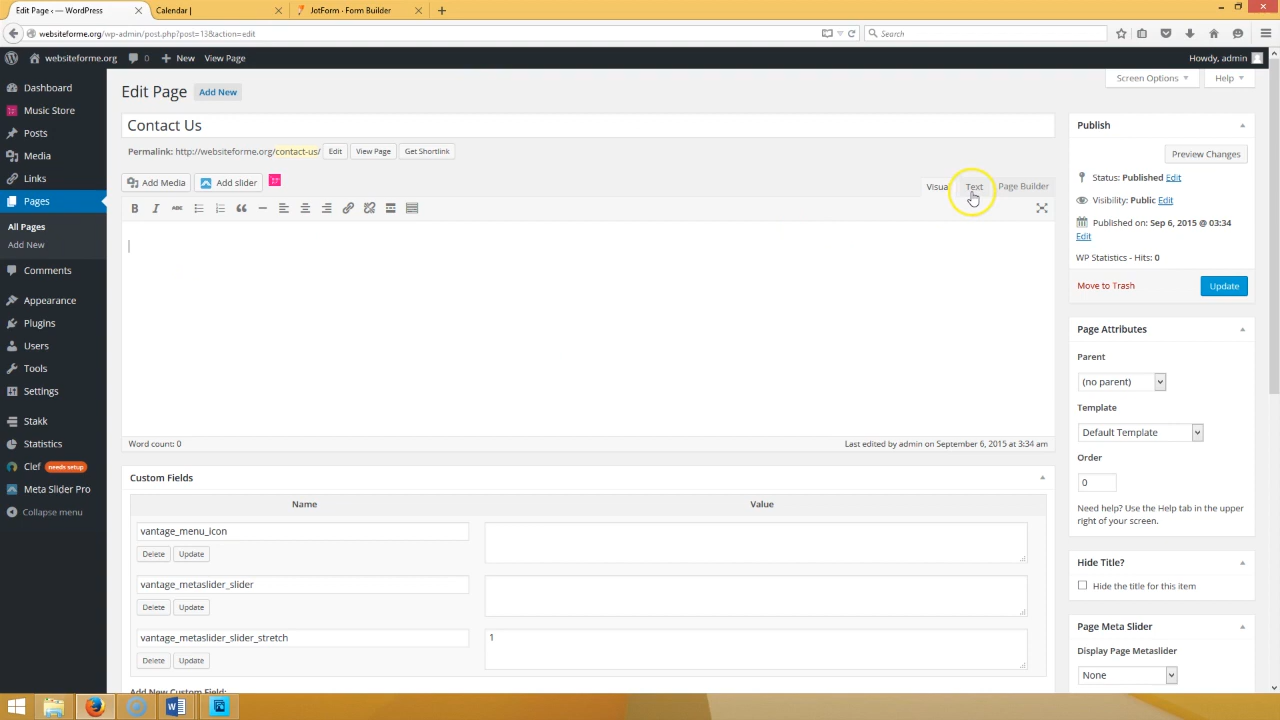 Edit Page ‹ — WordPress
Calendar |
JotForm · Form Builder
websiteforme.org/wp-admin/post.php?post=13&action=edit
Search
websiteforme.org
0
New
View Page
Howdy, admin
Dashboard
Music Store
Posts
Media
Links
Pages
All Pages
Add New
Comments
Appearance
Plugins
Users
Tools
Settings
Stakk
Statistics
Clef needs setup
Meta Slider Pro
Collapse menu
Screen Options
Help
Edit Page
Add New
Contact Us
Permalink: http://websiteforme.org/contact-us/
Edit
View Page
Get Shortlink
Add Media
Add slider
Visual
Text
Page Builder
B I ABC
Word count: 0
Last edited by admin on September 6, 2015 at 3:34 am
Custom Fields
Name
Value
vantage_menu_icon
Delete
Update
vantage_metaslider_slider
Delete
Update
vantage_metaslider_slider_stretch
1
Delete
Update
Add New Custom Field:
Publish
Preview Changes
Status: Published Edit
Visibility: Public Edit
Published on: Sep 6, 2015 @ 03:34
Edit
WP Statistics - Hits: 0
Move to Trash
Update
Page Attributes
Parent
(no parent)
Template
Default Template
Order
0
Need help? Use the Help tab in the upper
right of your screen.
Hide Title?
Hide the title for this item
Page Meta Slider
Display Page Metaslider
None